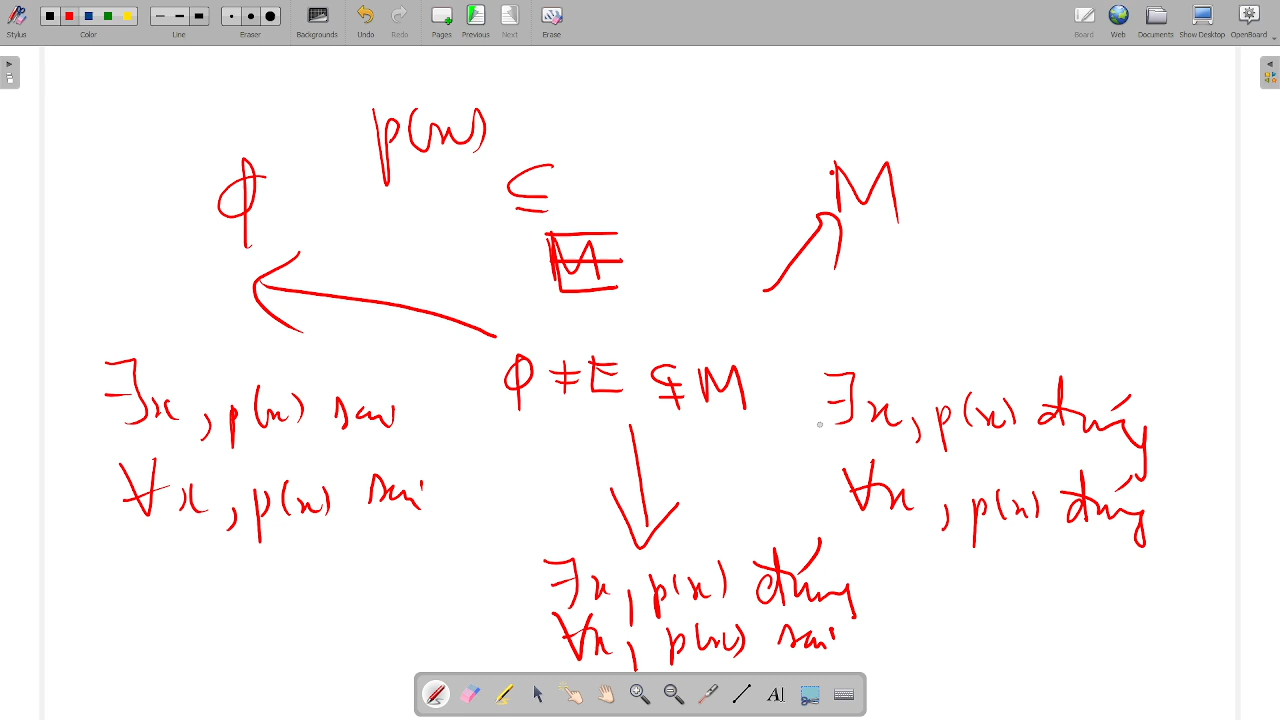 Stylus
Color
Line
Eraser
Backgrounds
Undo
Redo
Pages
Previous
Next
Erase
Board
Web
Documents
Show Desktop
OpenBoard
p(x)
ϕ
⊆
M
M
ϕ ≠ E ⊊ M
∃x, p(x) sai
∀x, p(x) sai
∃x, p(x) đúng
∀x, p(x) đúng
∃x, p(x) đúng
∀x, p(x) sai